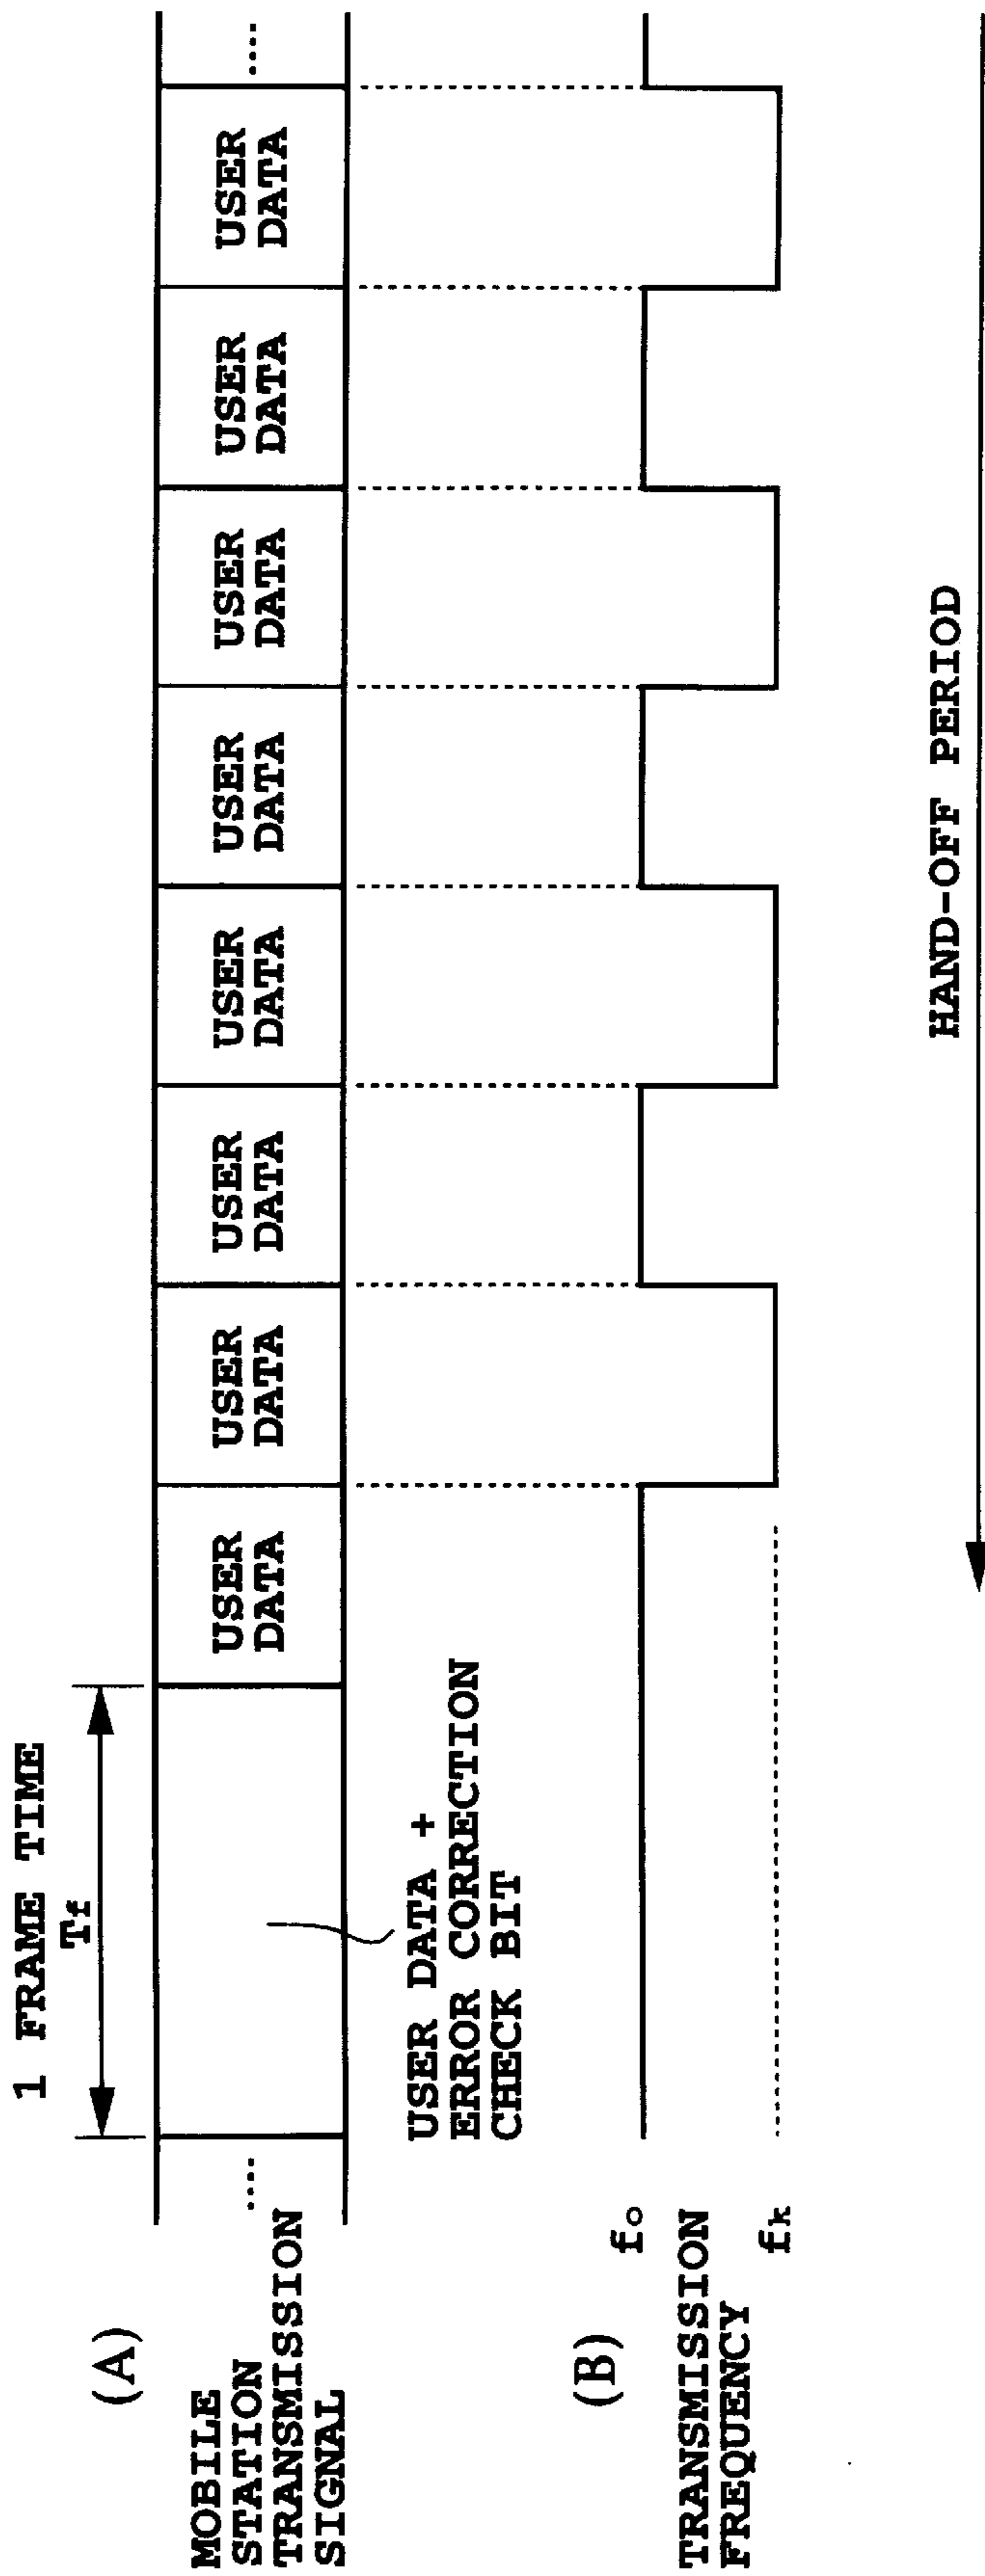 1 FRAME TIME
Tf
(A)
MOBILE
STATION
TRANSMISSION
SIGNAL
....
USER
DATA
USER
DATA
USER
DATA
USER
DATA
USER
DATA
USER
DATA
USER
DATA
USER
DATA
....
USER DATA +
ERROR CORRECTION
CHECK BIT
(B)
fo
TRANSMISSION
FREQUENCY
fk
HAND-OFF PERIOD